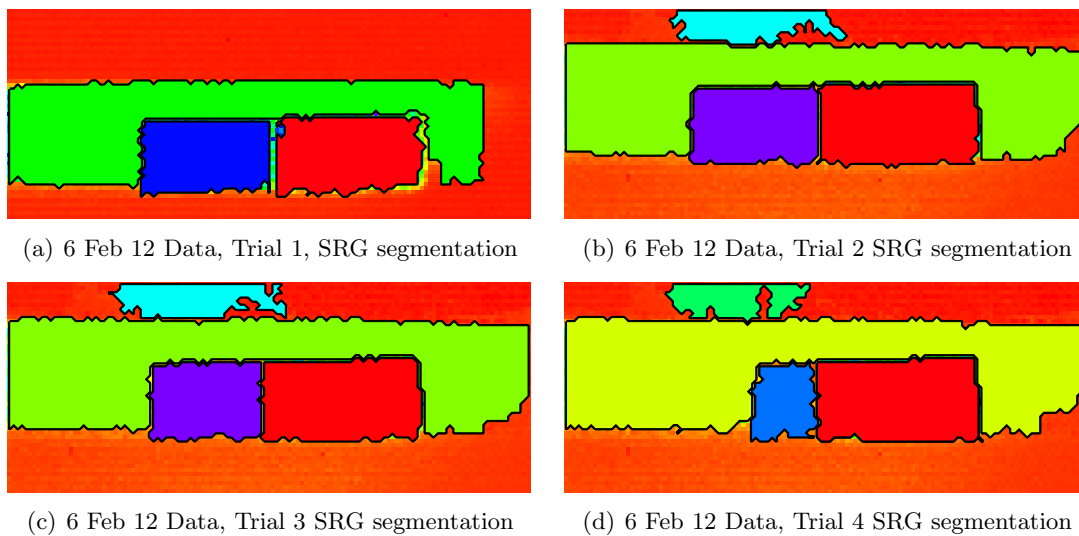 (a) 6 Feb 12 Data, Trial 1, SRG segmentation
(b) 6 Feb 12 Data, Trial 2 SRG segmentation
(c) 6 Feb 12 Data, Trial 3 SRG segmentation
(d) 6 Feb 12 Data, Trial 4 SRG segmentation